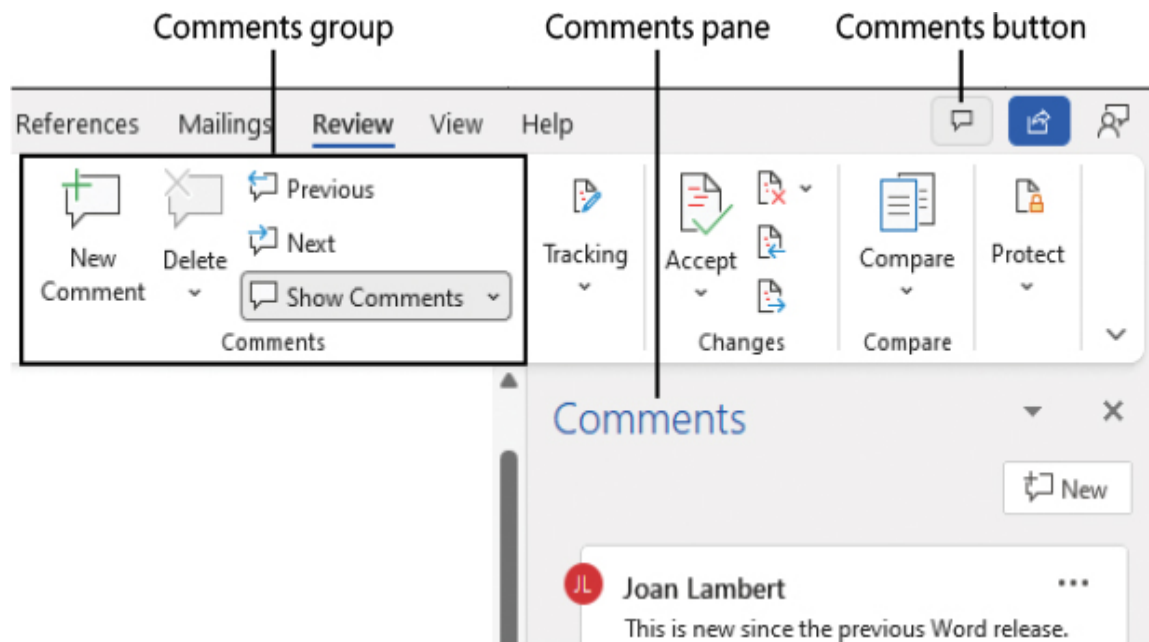 Comments group Comments pane Comments button
References Mailings Review View Help
New Comment
Delete
Previous
Next
Show Comments
Comments
Tracking
Accept
Changes
Compare
Compare
Protect
Comments
New
JL Joan Lambert
This is new since the previous Word release.